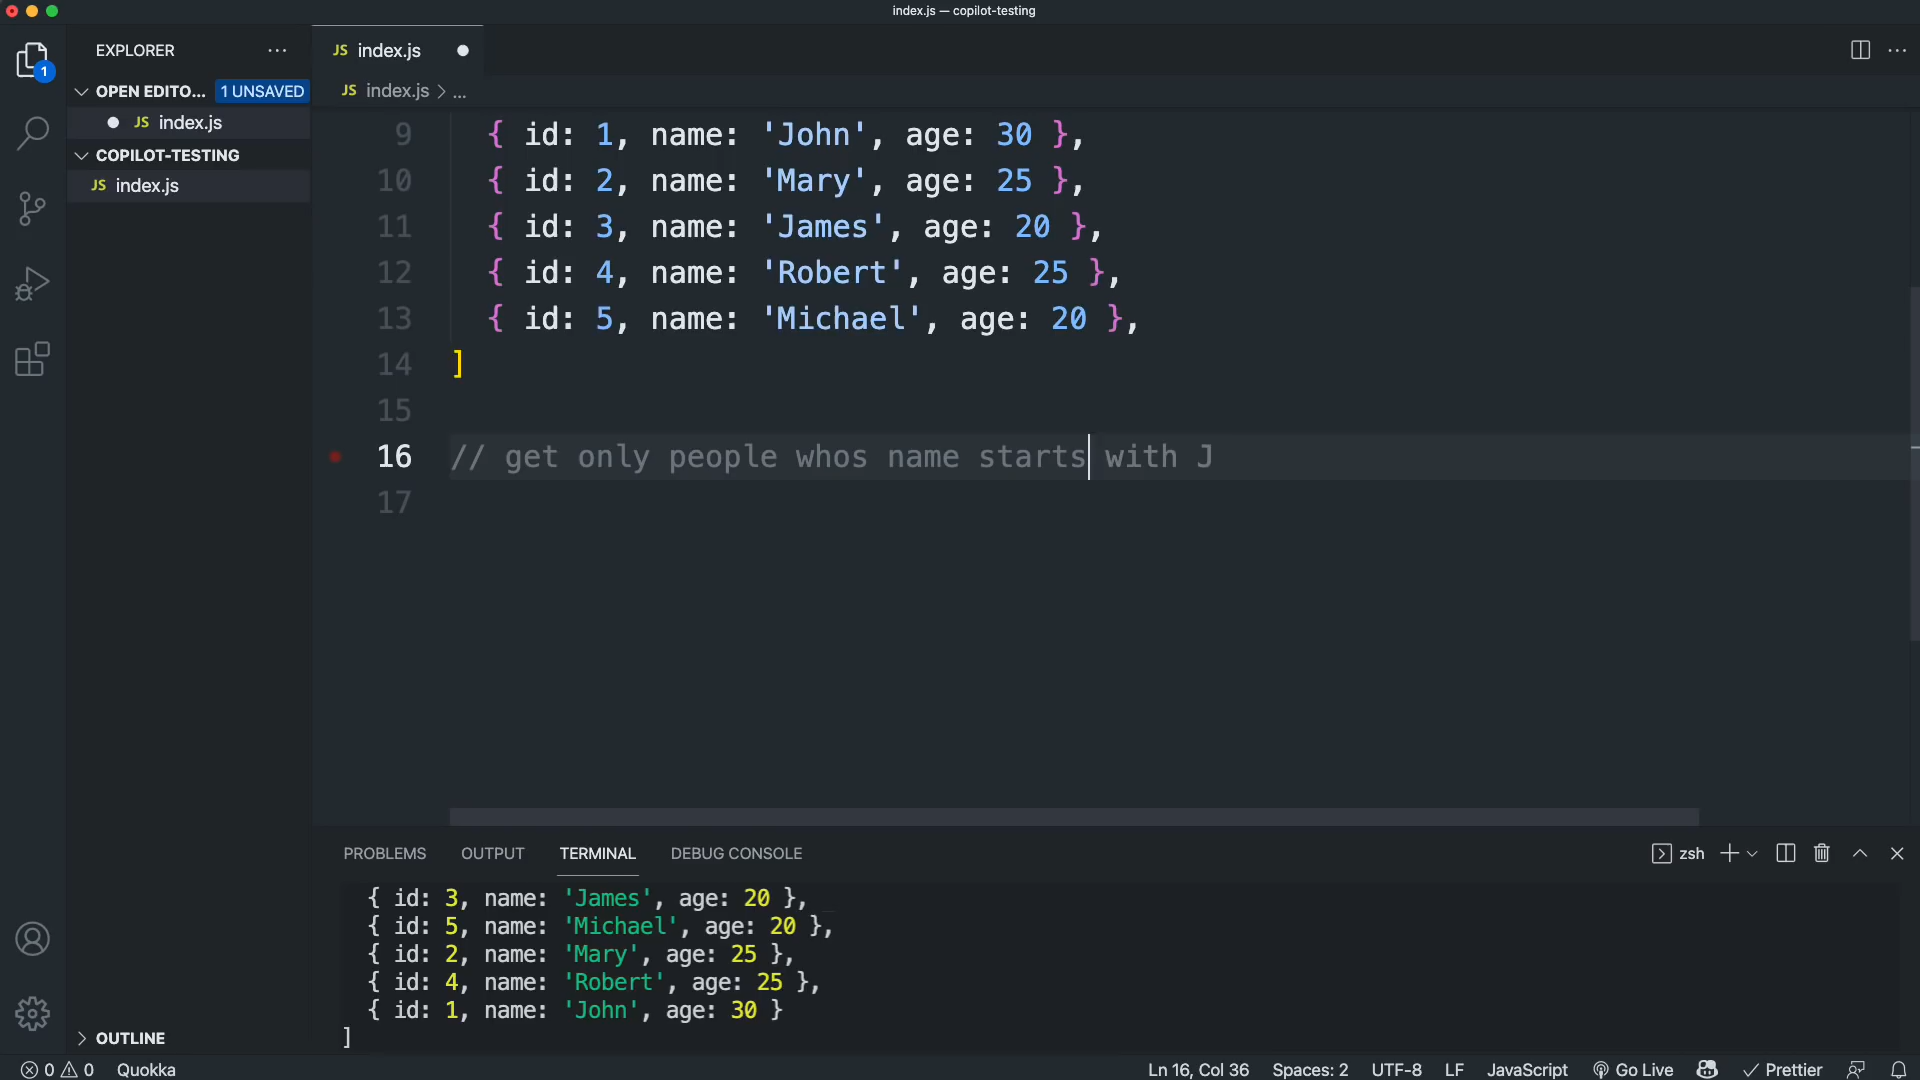 index.js — copilot-testing
EXPLORER
JS index.js
1
OPEN EDITO... 1 UNSAVED
JS index.js > ...
JS index.js
COPILOT-TESTING
JS index.js
9 { id: 1, name: 'John', age: 30 },
10 { id: 2, name: 'Mary', age: 25 },
11 { id: 3, name: 'James', age: 20 },
12 { id: 4, name: 'Robert', age: 25 },
13 { id: 5, name: 'Michael', age: 20 },
14 ]
15
16 // get only people whos name starts with J
17
PROBLEMS OUTPUT TERMINAL DEBUG CONSOLE zsh
{ id: 3, name: 'James', age: 20 },
{ id: 5, name: 'Michael', age: 20 },
{ id: 2, name: 'Mary', age: 25 },
{ id: 4, name: 'Robert', age: 25 },
{ id: 1, name: 'John', age: 30 }
]
OUTLINE
0 0 Quokka Ln 16, Col 36 Spaces: 2 UTF-8 LF JavaScript Go Live Prettier